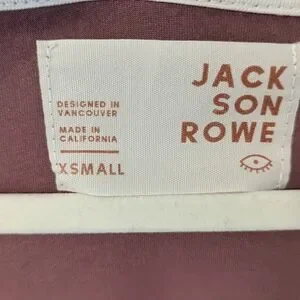 JACK
SON
ROWE
DESIGNED IN
VANCOUVER
MADE IN
CALIFORNIA
XSMALL